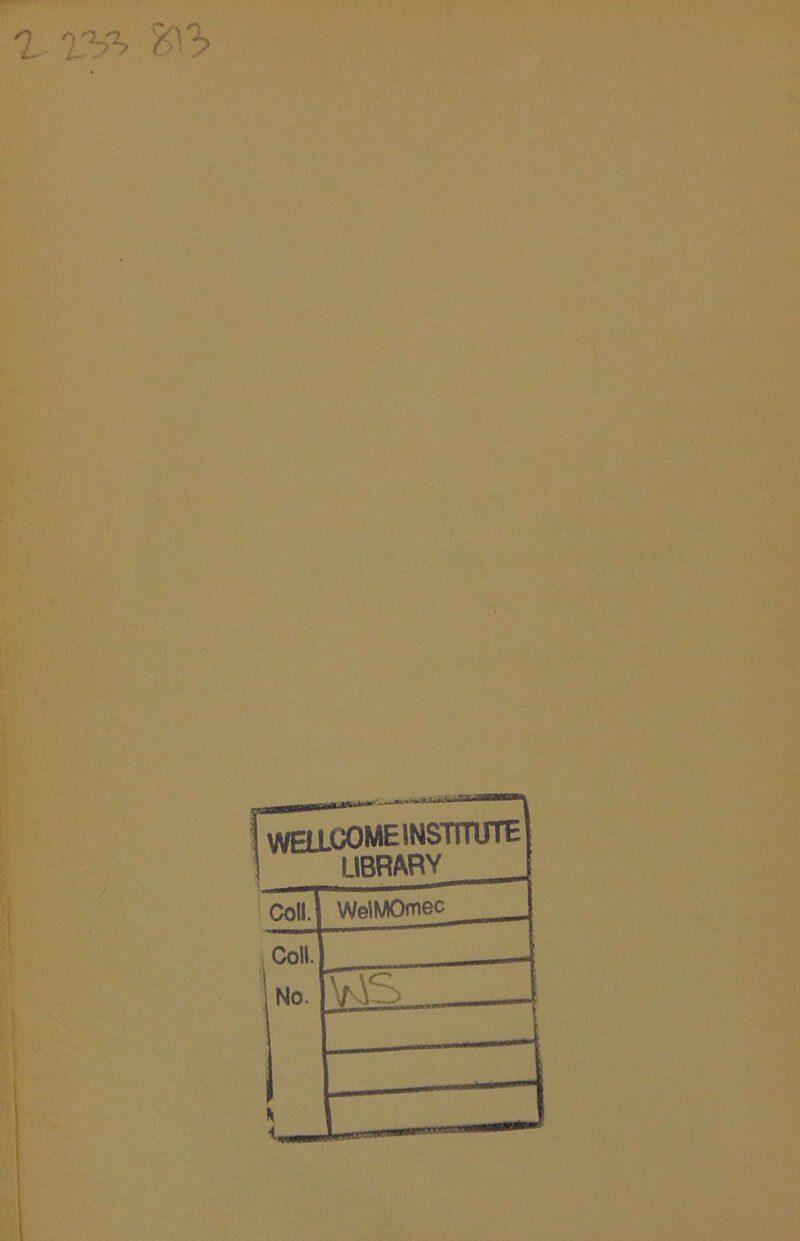 2 233 813
WELLCOME INSTITUTE
LIBRARY
Coll. WelMOmec
Coll.
No. WS